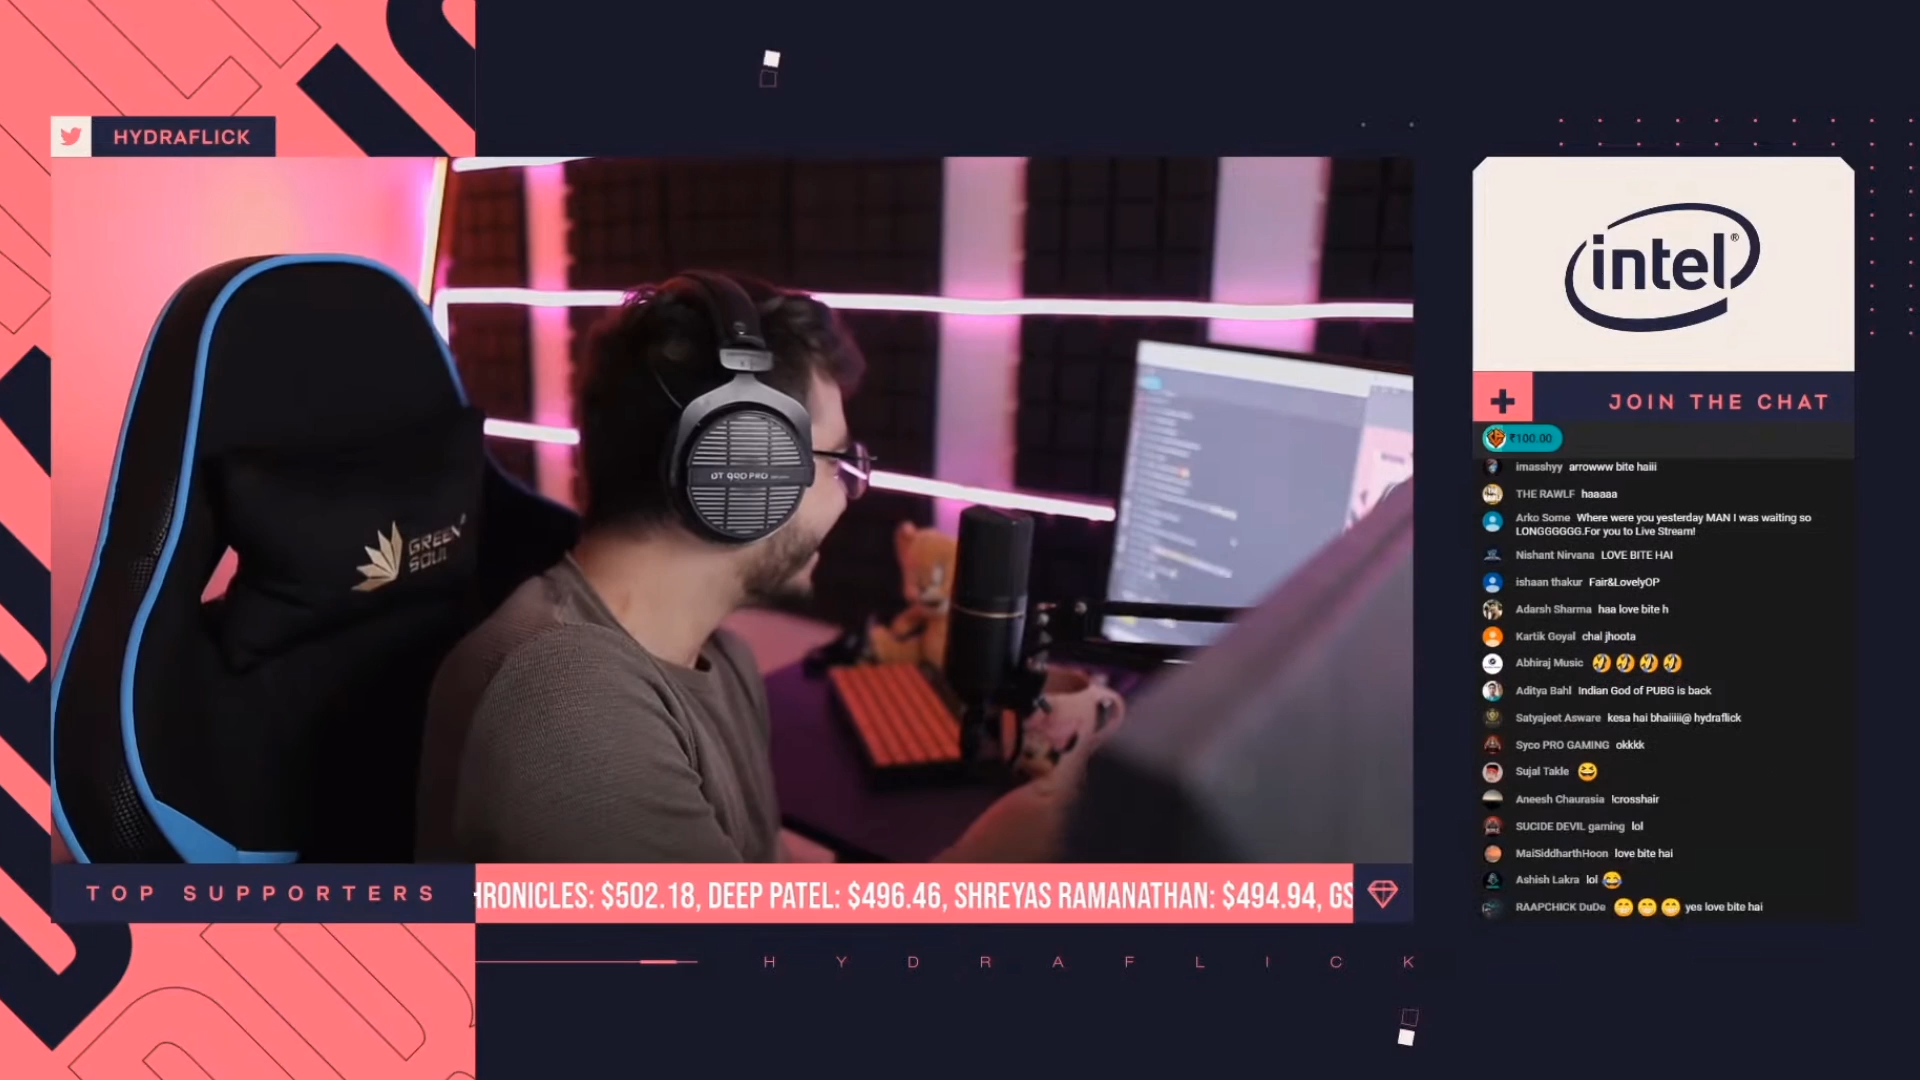 HYDRAFLICK
intel®
JOIN THE CHAT
₹100.00
imasshyy arrowww bite haiii
THE RAWLF haaaaa
Arko Some Where were you yesterday MAN I was waiting so
LONGGGGGG.For you to Live Stream!
Nishant Nirvana LOVE BITE HAI
ishaan thakur Fair&LovelyOP
Adarsh Sharma haa love bite h
Kartik Goyal chal jhoota
Abhiraj Music 🤣 🤣 🤣 🤣
Aditya Bahl Indian God of PUBG is back
Satyajeet Asware kesa hai bhaiiiii@ hydraflick
Syco PRO GAMING okkkk
Sujal Takle 😆
Aneesh Chaurasia !crosshair
SUCIDE DEVIL gaming lol
MaiSiddharthHoon love bite hai
Ashish Lakra lol 😂
RAAPCHICK DuDe 😁 😁 😁 yes love bite hai
DT 990 PRO
GREEN
SOUL
TOP SUPPORTERS
HRONICLES: $502.18, DEEP PATEL: $496.46, SHREYAS RAMANATHAN: $494.94, GS
HYDRAFLICK